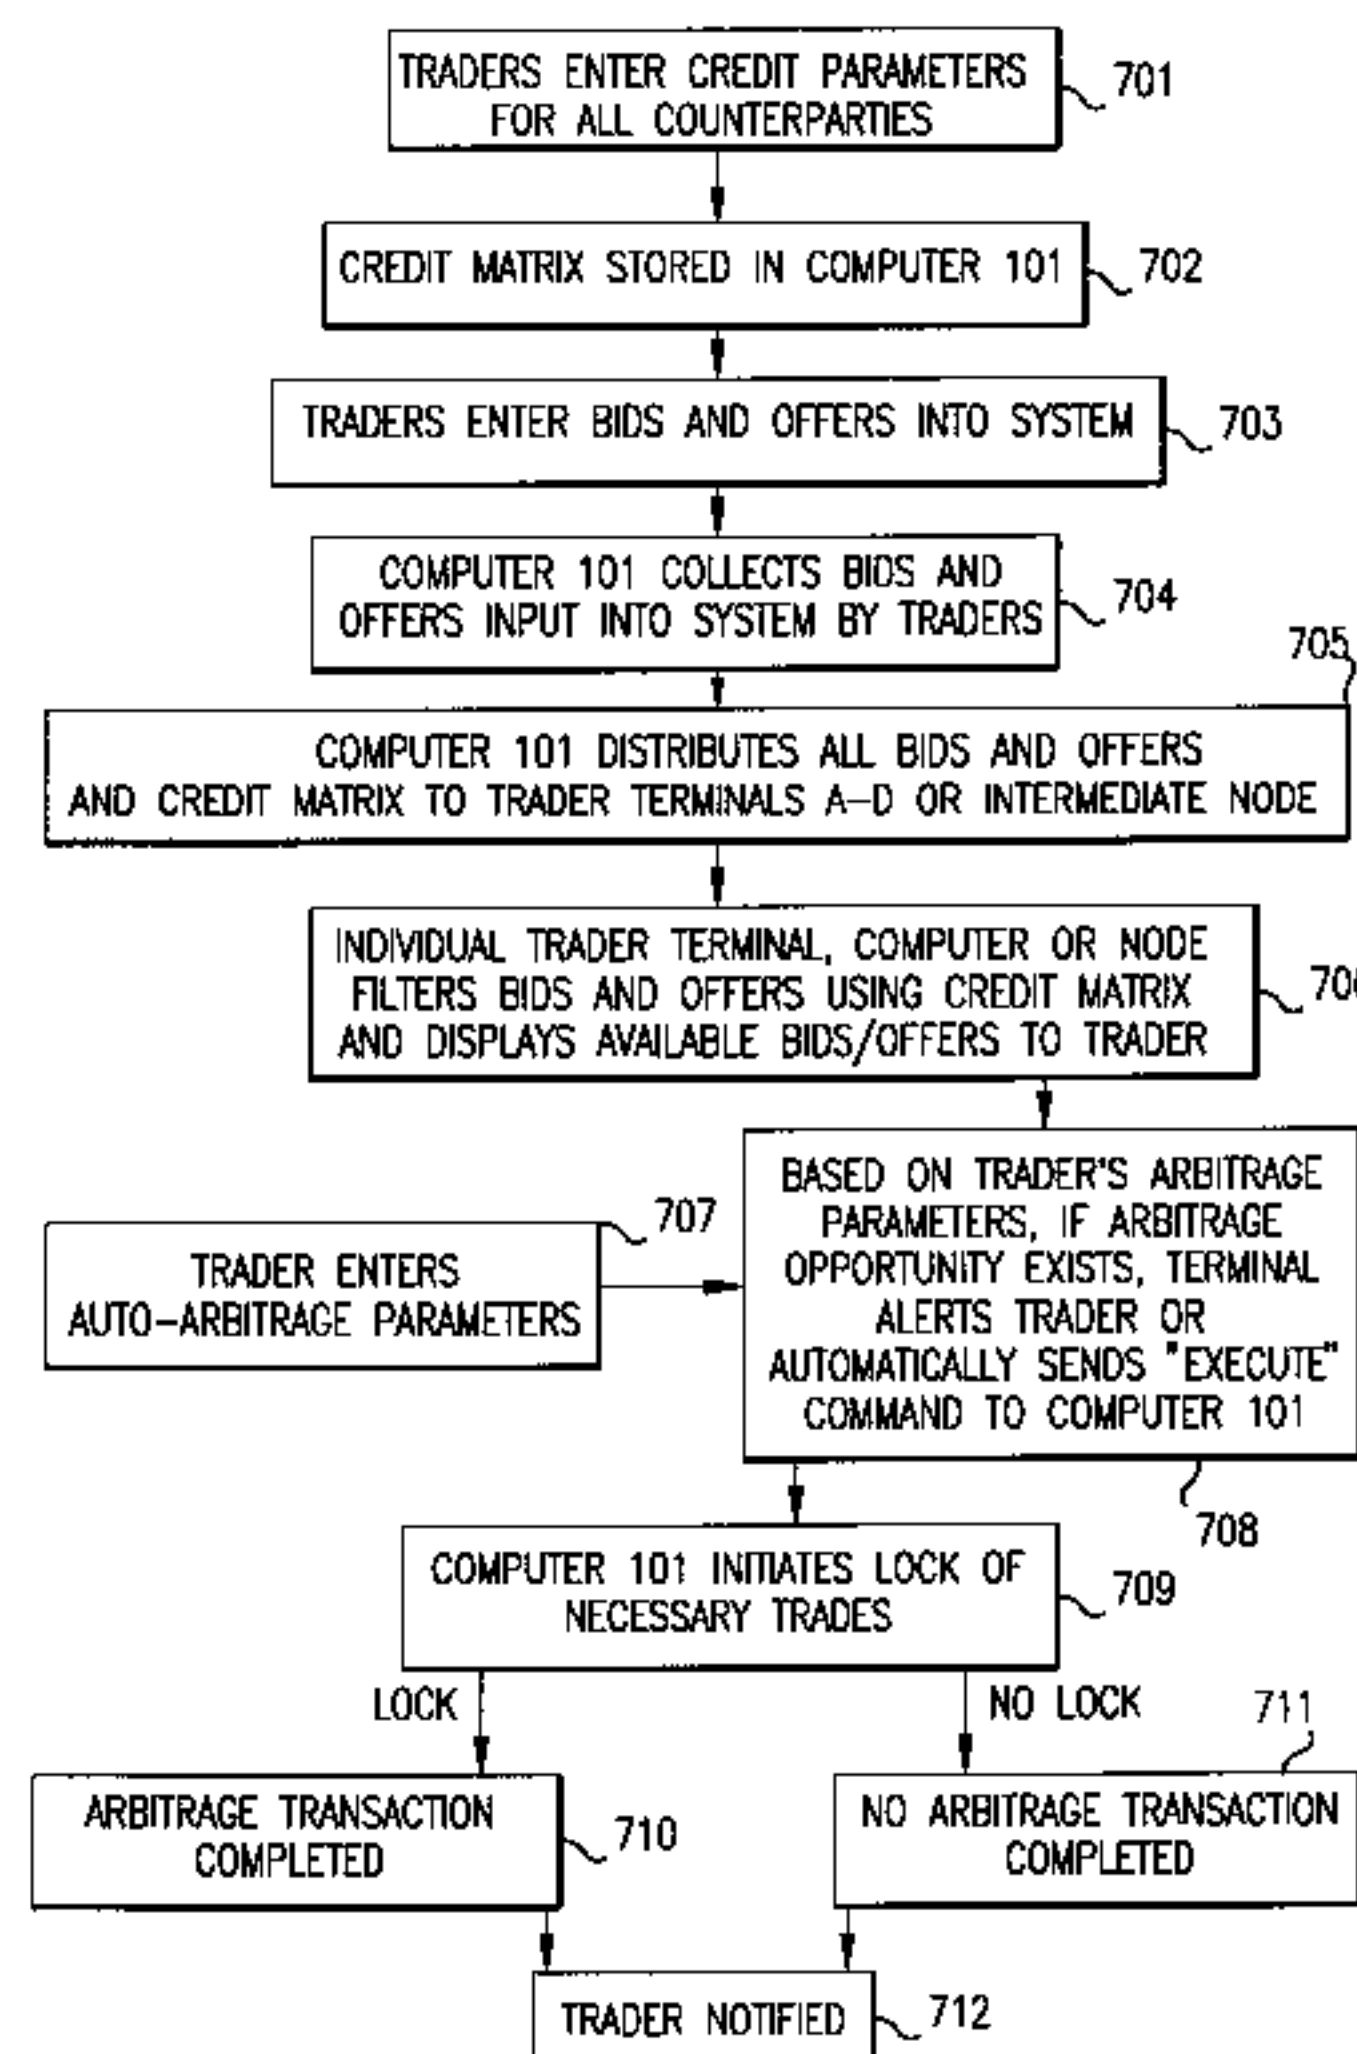 TRADERS ENTER CREDIT PARAMETERS
FOR ALL COUNTERPARTIES
701
CREDIT MATRIX STORED IN COMPUTER 101
702
TRADERS ENTER BIDS AND OFFERS INTO SYSTEM
703
COMPUTER 101 COLLECTS BIDS AND
OFFERS INPUT INTO SYSTEM BY TRADERS
704
705
COMPUTER 101 DISTRIBUTES ALL BIDS AND OFFERS
AND CREDIT MATRIX TO TRADER TERMINALS A-D OR INTERMEDIATE NODE
INDIVIDUAL TRADER TERMINAL, COMPUTER OR NODE
FILTERS BIDS AND OFFERS USING CREDIT MATRIX
AND DISPLAYS AVAILABLE BIDS/OFFERS TO TRADER
706
707
TRADER ENTERS
AUTO-ARBITRAGE PARAMETERS
BASED ON TRADER'S ARBITRAGE
PARAMETERS, IF ARBITRAGE
OPPORTUNITY EXISTS, TERMINAL
ALERTS TRADER OR
AUTOMATICALLY SENDS "EXECUTE"
COMMAND TO COMPUTER 101
708
COMPUTER 101 INITIATES LOCK OF
NECESSARY TRADES
709
LOCK
NO LOCK
711
ARBITRAGE TRANSACTION
COMPLETED
710
NO ARBITRAGE TRANSACTION
COMPLETED
TRADER NOTIFIED
712